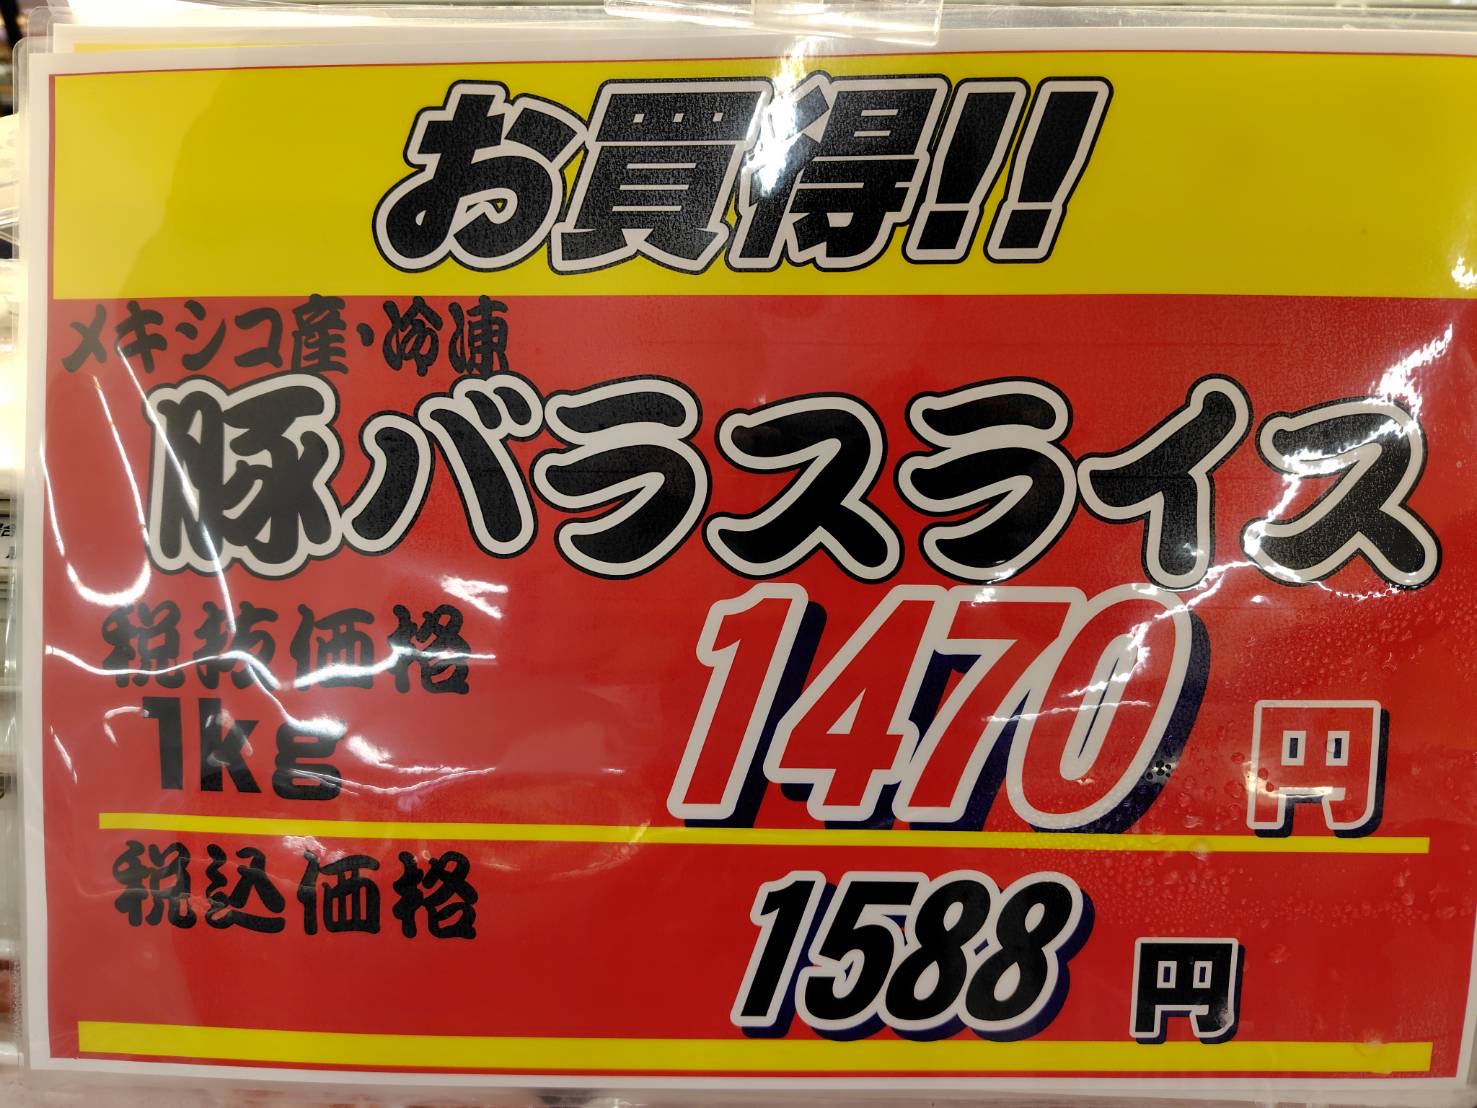 お買得!!
メキシコ産・冷凍
豚バラスライス
税抜価格
1kg
1470円
税込価格
1588円